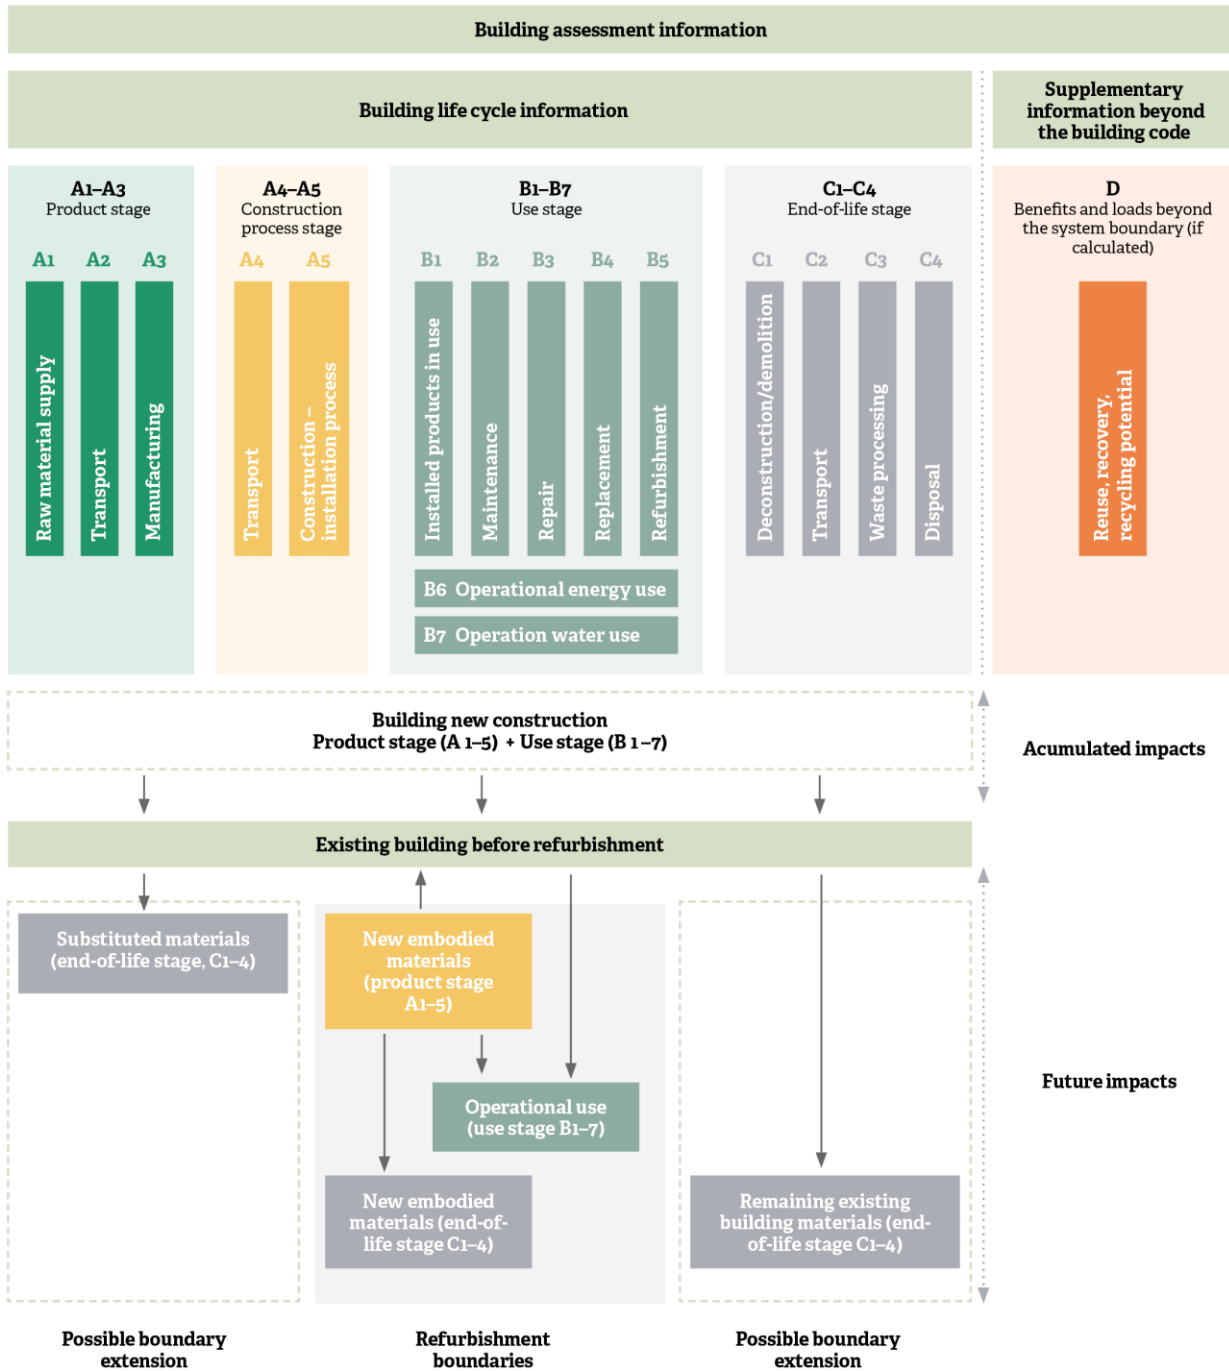 Building assessment information
Building life cycle information
Supplementary
information beyond
the building code
A1–A3
Product stage
A4–A5
Construction
process stage
B1–B7
Use stage
C1–C4
End-of-life stage
D
Benefits and loads beyond
the system boundary (if
calculated)
A1
A2
A3
A4
A5
B1
B2
B3
B4
B5
C1
C2
C3
C4
Raw material supply
Transport
Manufacturing
Transport
Construction –
installation process
Installed products in use
Maintenance
Repair
Replacement
Refurbishment
Deconstruction/demolition
Transport
Waste processing
Disposal
Reuse, recovery,
recycling potential
B6 Operational energy use
B7 Operation water use
Building new construction
Product stage (A 1–5) + Use stage (B 1–7)
Acumulated impacts
Existing building before refurbishment
Substituted materials
(end-of-life stage, C1–4)
New embodied
materials
(product stage
A1–5)
Operational use
(use stage B1–7)
Future impacts
New embodied
materials (end-of-
life stage C1–4)
Remaining existing
building materials (end-
of-life stage C1–4)
Possible boundary
extension
Refurbishment
boundaries
Possible boundary
extension